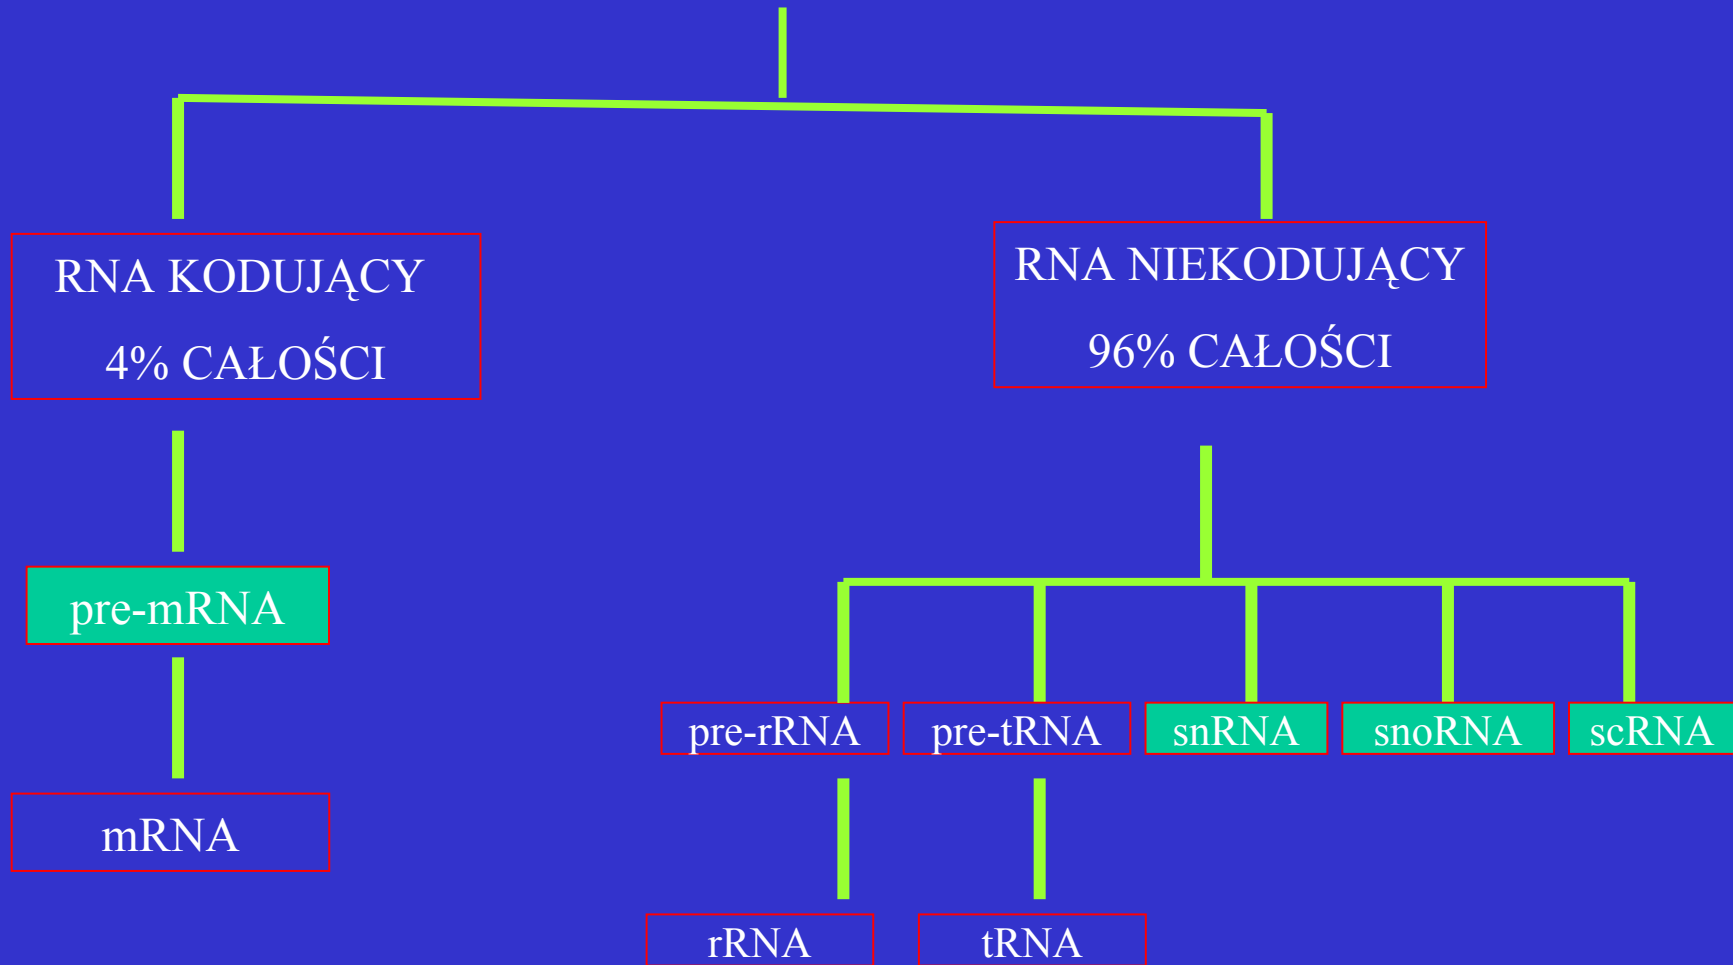 RNA KODUJĄCY
4% CAŁOŚCI
RNA NIEKODUJĄCY
96% CAŁOŚCI
pre-mRNA
mRNA
pre-rRNA
pre-tRNA
snRNA
snoRNA
scRNA
rRNA
tRNA